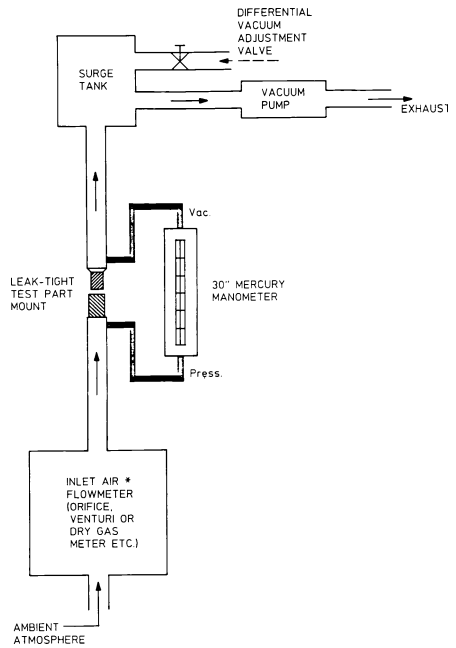 DIFFERENTIAL
VACUUM
ADJUSTMENT
VALVE
SURGE
TANK
VACUUM
PUMP
EXHAUST
Vac.
LEAK-TIGHT
TEST PART
MOUNT
30" MERCURY
MANOMETER
Press.
INLET AIR *
FLOWMETER
(ORIFICE,
VENTURI OR
DRY GAS
METER ETC.)
AMBIENT
ATMOSPHERE